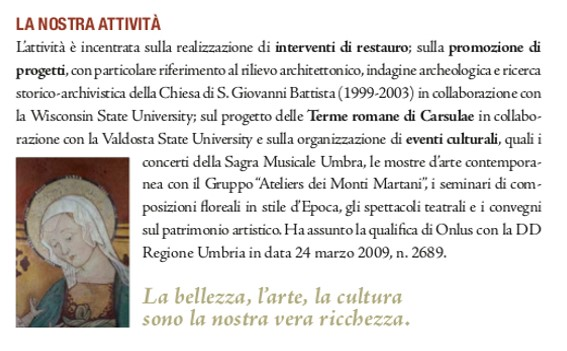 LA NOSTRA ATTIVITÀ
L'attività è incentrata sulla realizzazione di interventi di restauro; sulla promozione di
progetti, con particolare riferimento al rilievo architettonico, indagine archeologica e ricerca
storico-archivistica della Chiesa di S. Giovanni Battista (1999-2003) in collaborazione con
la Wisconsin State University; sul progetto delle Terme romane di Carsulae in collabo-
razione con la Valdosta State University e sulla organizzazione di eventi culturali, quali i
concerti della Sagra Musicale Umbra, le mostre d'arte contempora-
nea con il Gruppo "Ateliers dei Monti Martani", i seminari di com-
posizioni floreali in stile d'Epoca, gli spettacoli teatrali e i convegni
sul patrimonio artistico. Ha assunto la qualifica di Onlus con la DD
Regione Umbria in data 24 marzo 2009, n. 2689.
La bellezza, l'arte, la cultura
sono la nostra vera ricchezza.